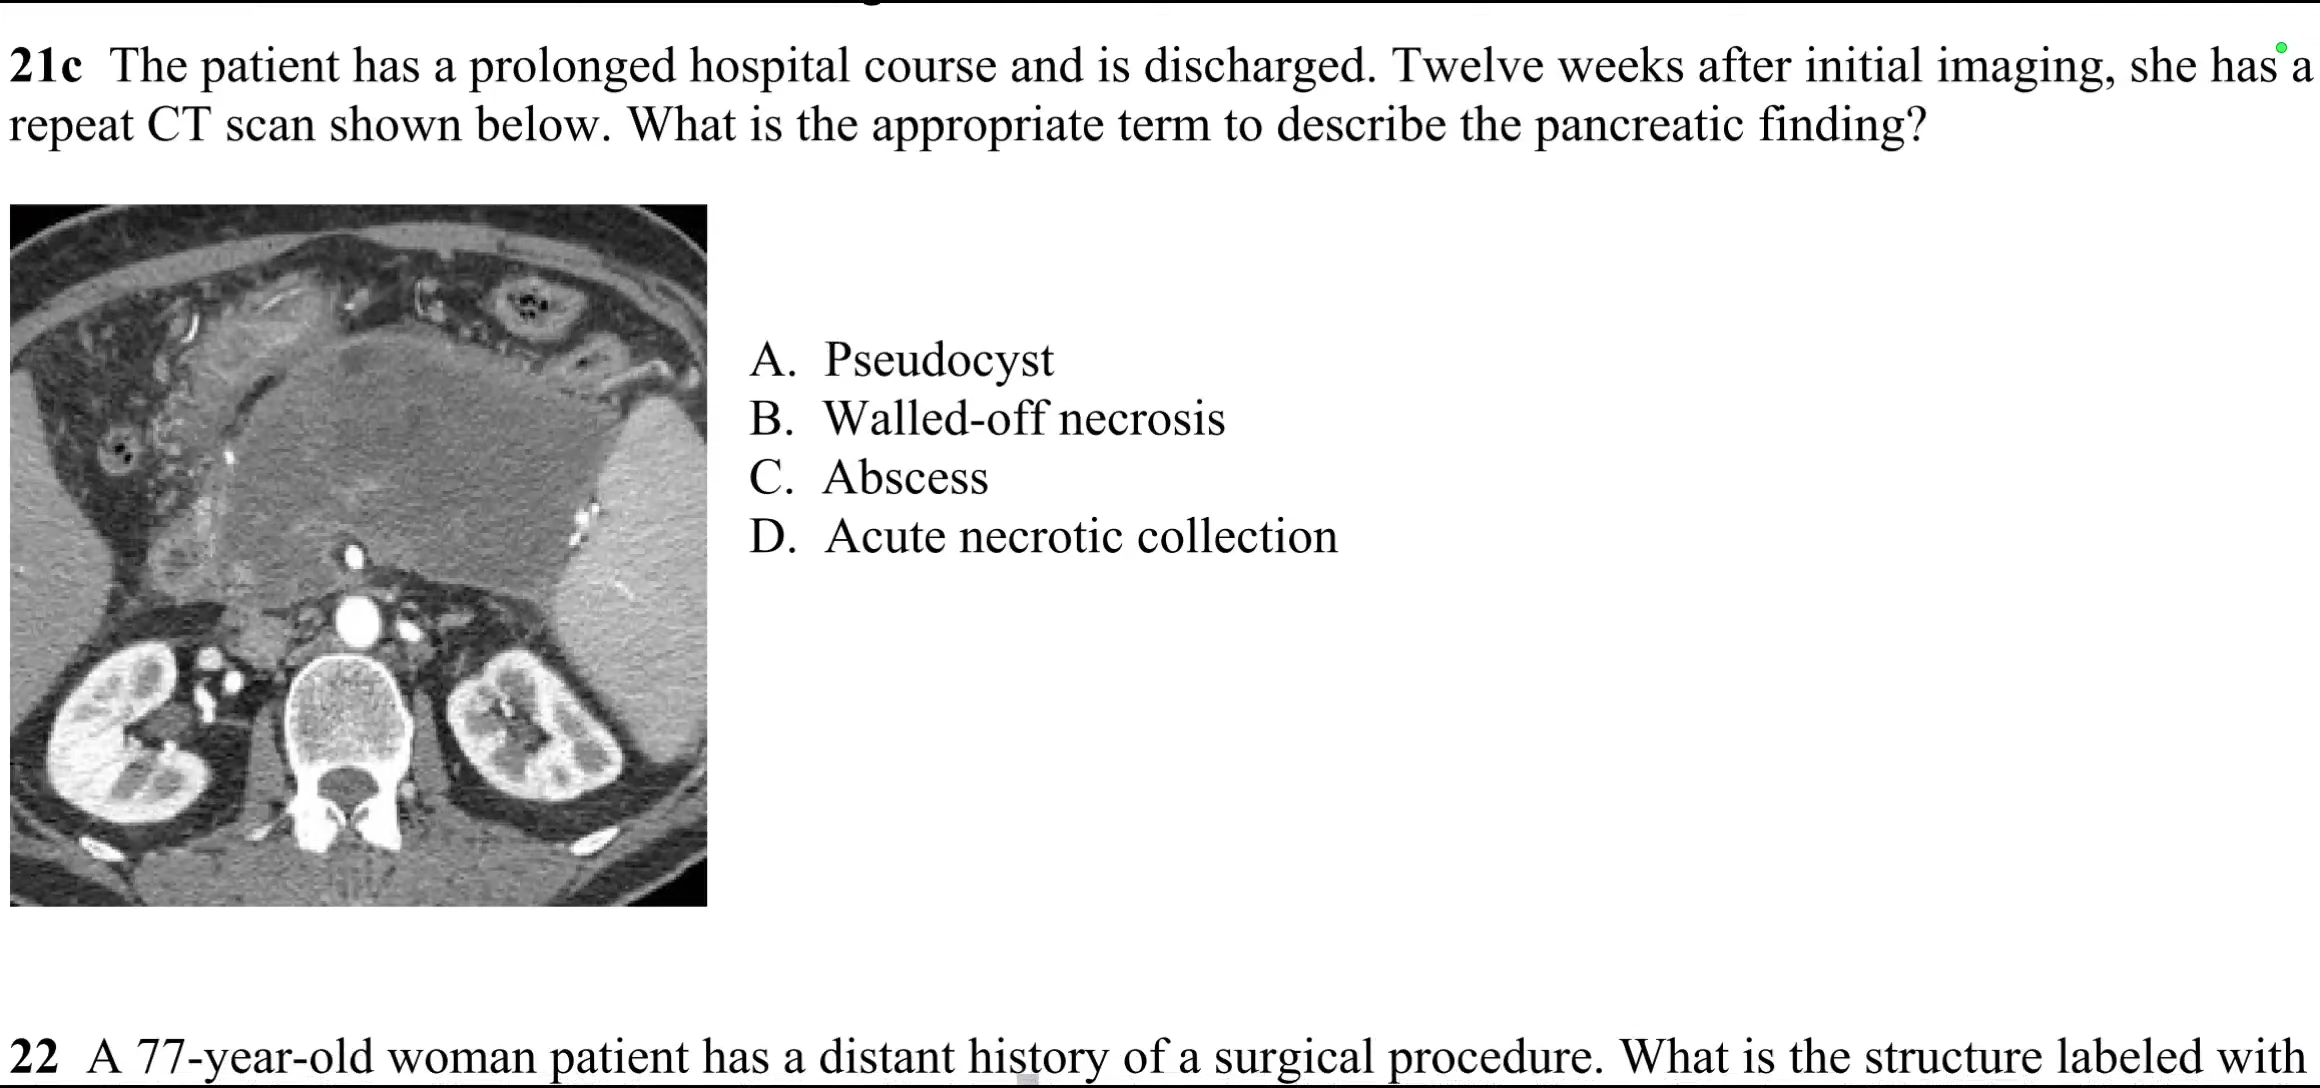 21c The patient has a prolonged hospital course and is discharged. Twelve weeks after initial imaging, she has a
repeat CT scan shown below. What is the appropriate term to describe the pancreatic finding?
A. Pseudocyst
B. Walled-off necrosis
C. Abscess
D. Acute necrotic collection
22 A 77-year-old woman patient has a distant history of a surgical procedure. What is the structure labeled with